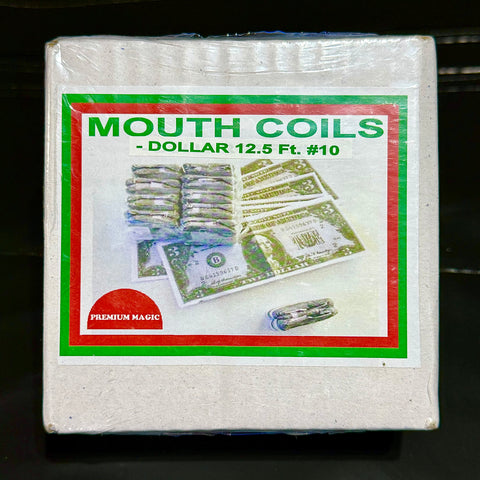 MOUTH COILS
- DOLLAR 12.5 Ft. #10
PREMIUM MAGIC